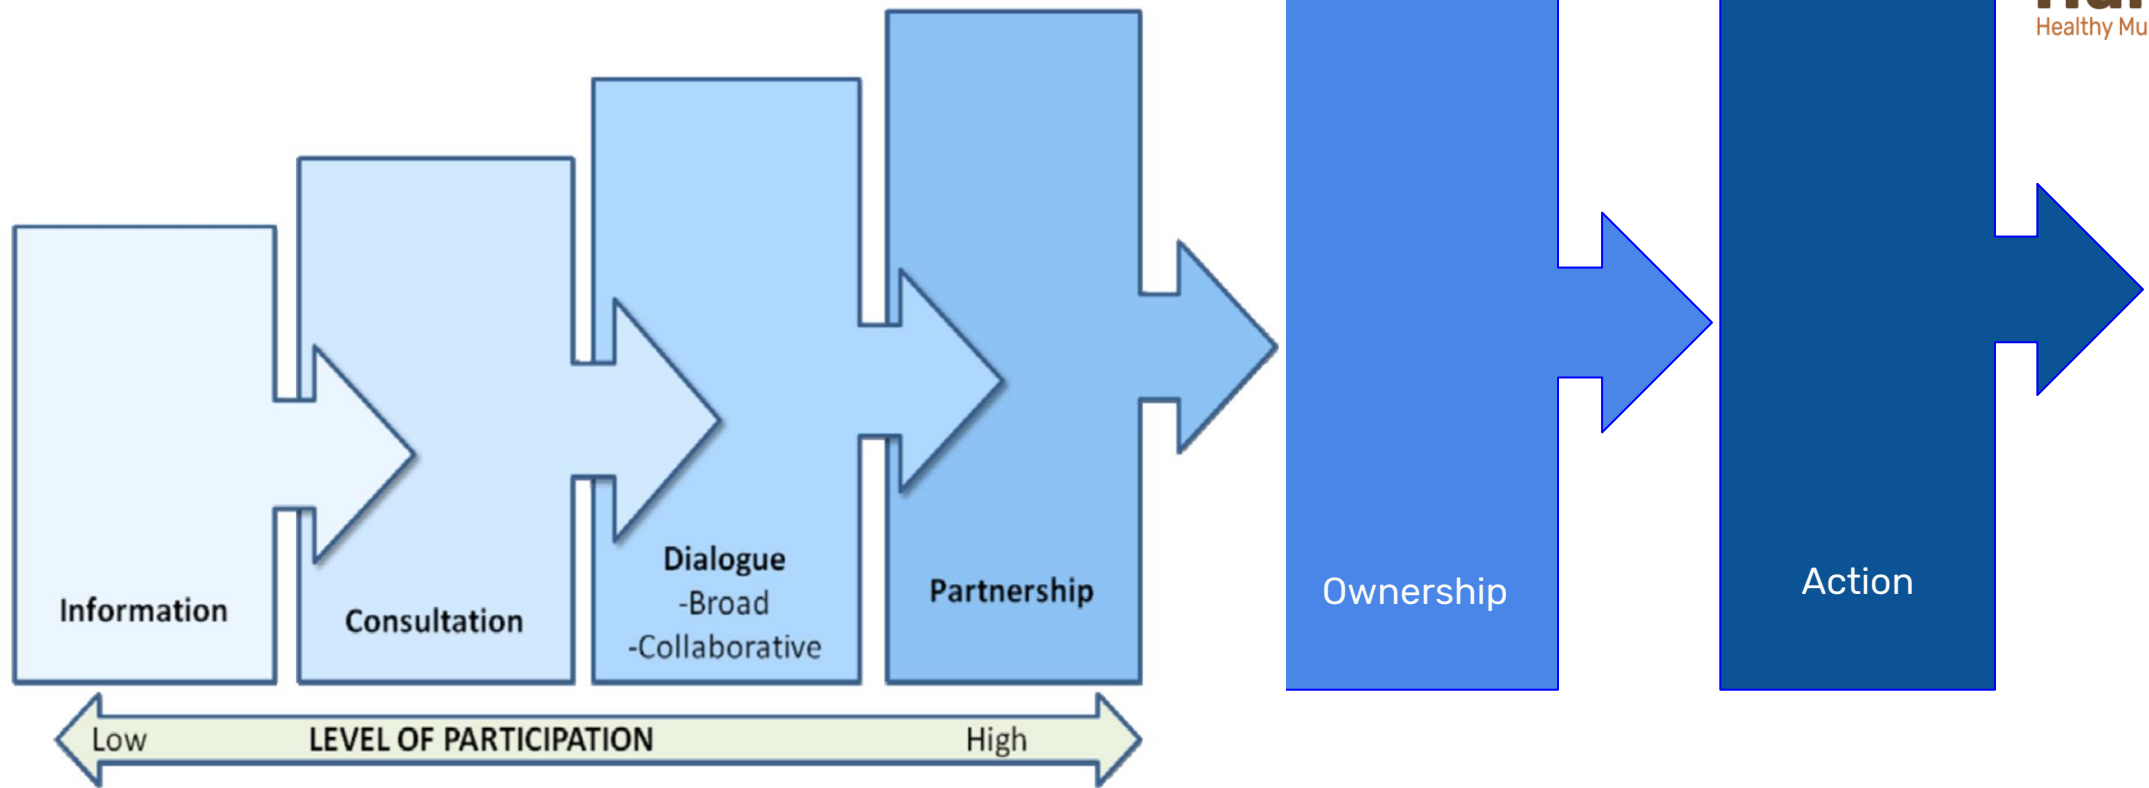 Healthy Mu
Information
Consultation
Dialogue
-Broad
-Collaborative
Partnership
Ownership
Action
Low LEVEL OF PARTICIPATION High